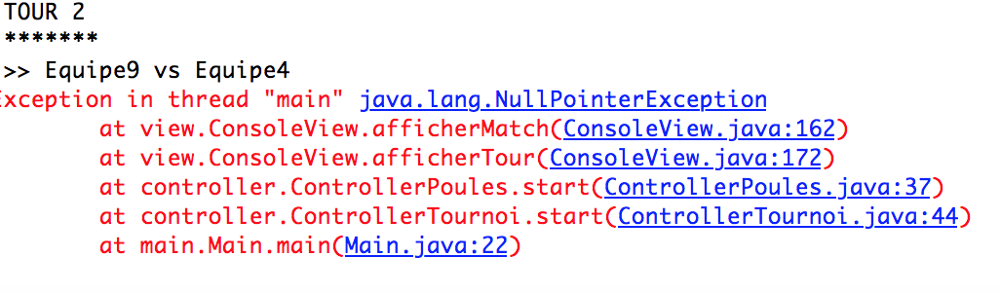 TOUR 2
*******
>> Equipe9 vs Equipe4
Exception in thread "main" java.lang.NullPointerException
at view.ConsoleView.afficherMatch(ConsoleView.java:162)
at view.ConsoleView.afficherTour(ConsoleView.java:172)
at controller.ControllerPoules.start(ControllerPoules.java:37)
at controller.ControllerTournoi.start(ControllerTournoi.java:44)
at main.Main.main(Main.java:22)